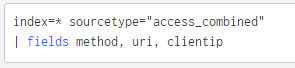 index=* sourcetype="access_combined"
| fields method, uri, clientip